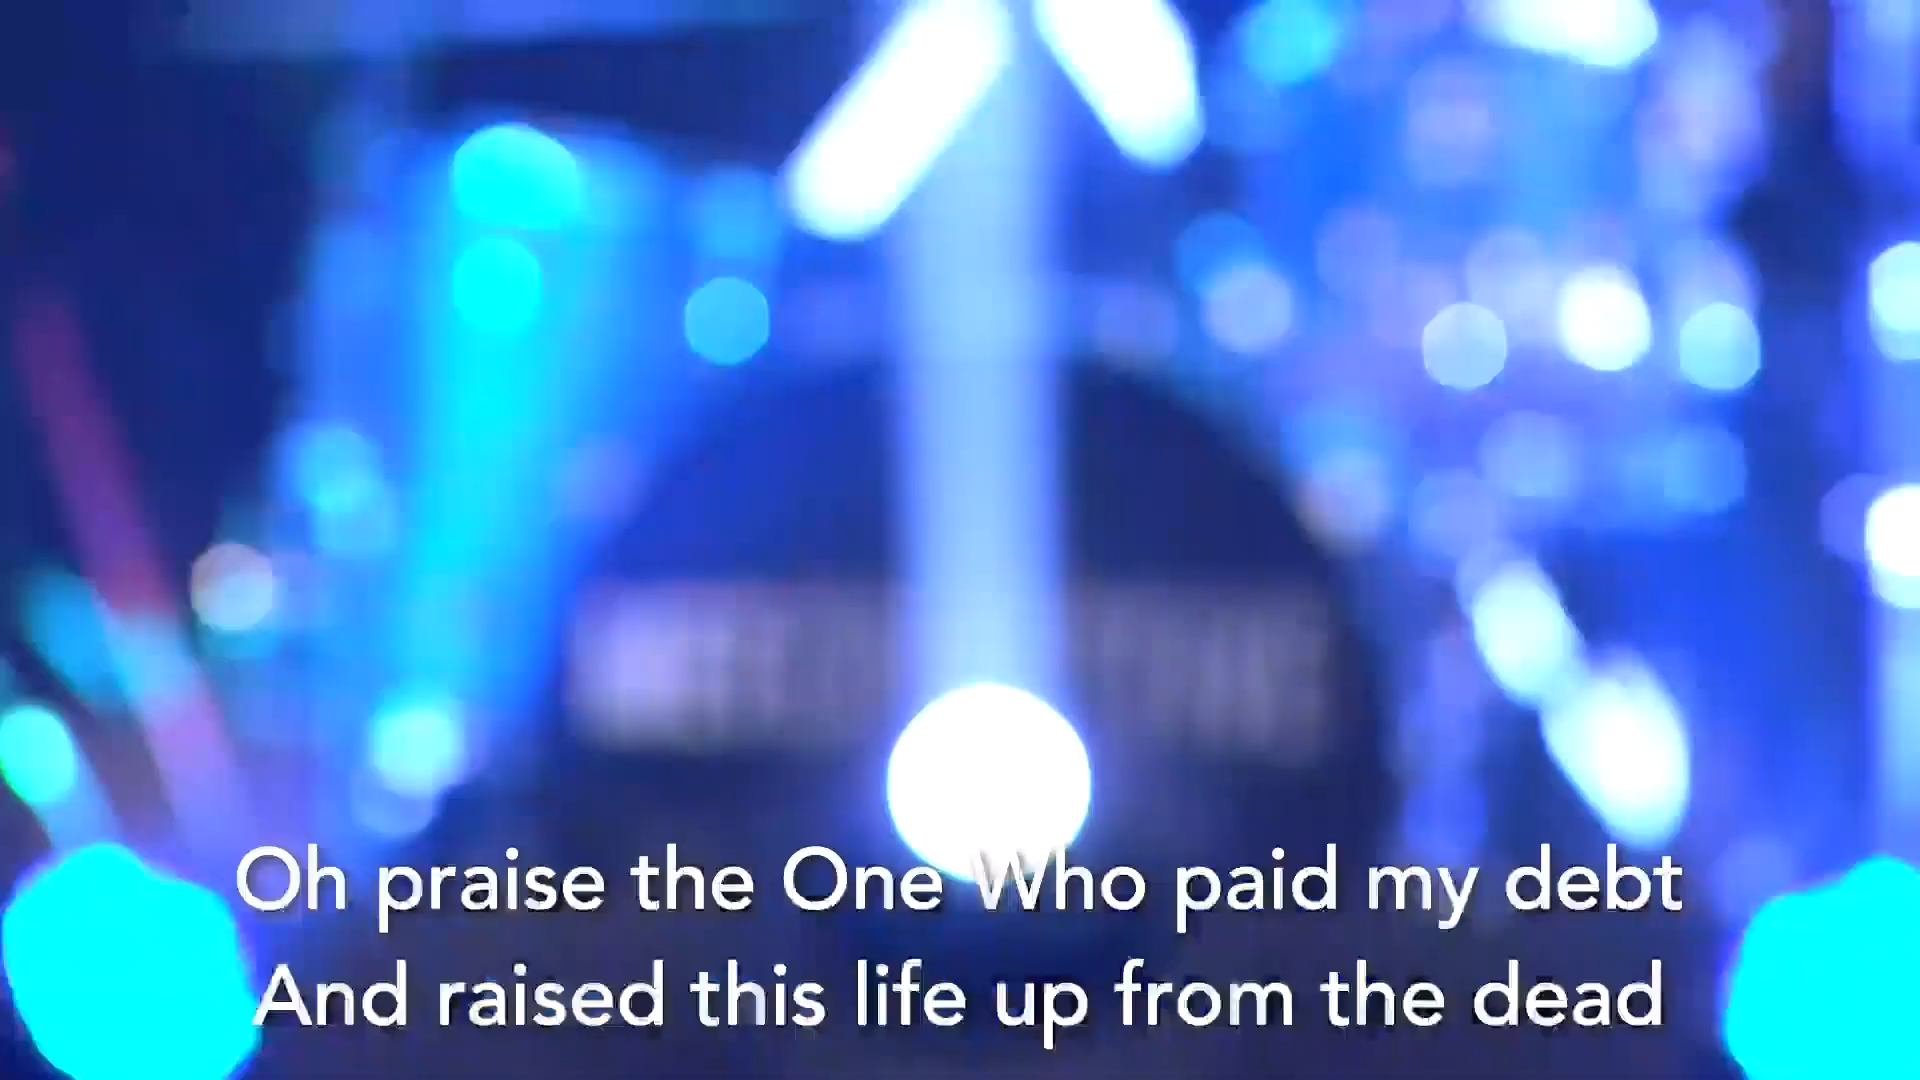 Oh praise the One Who paid my debt
And raised this life up from the dead